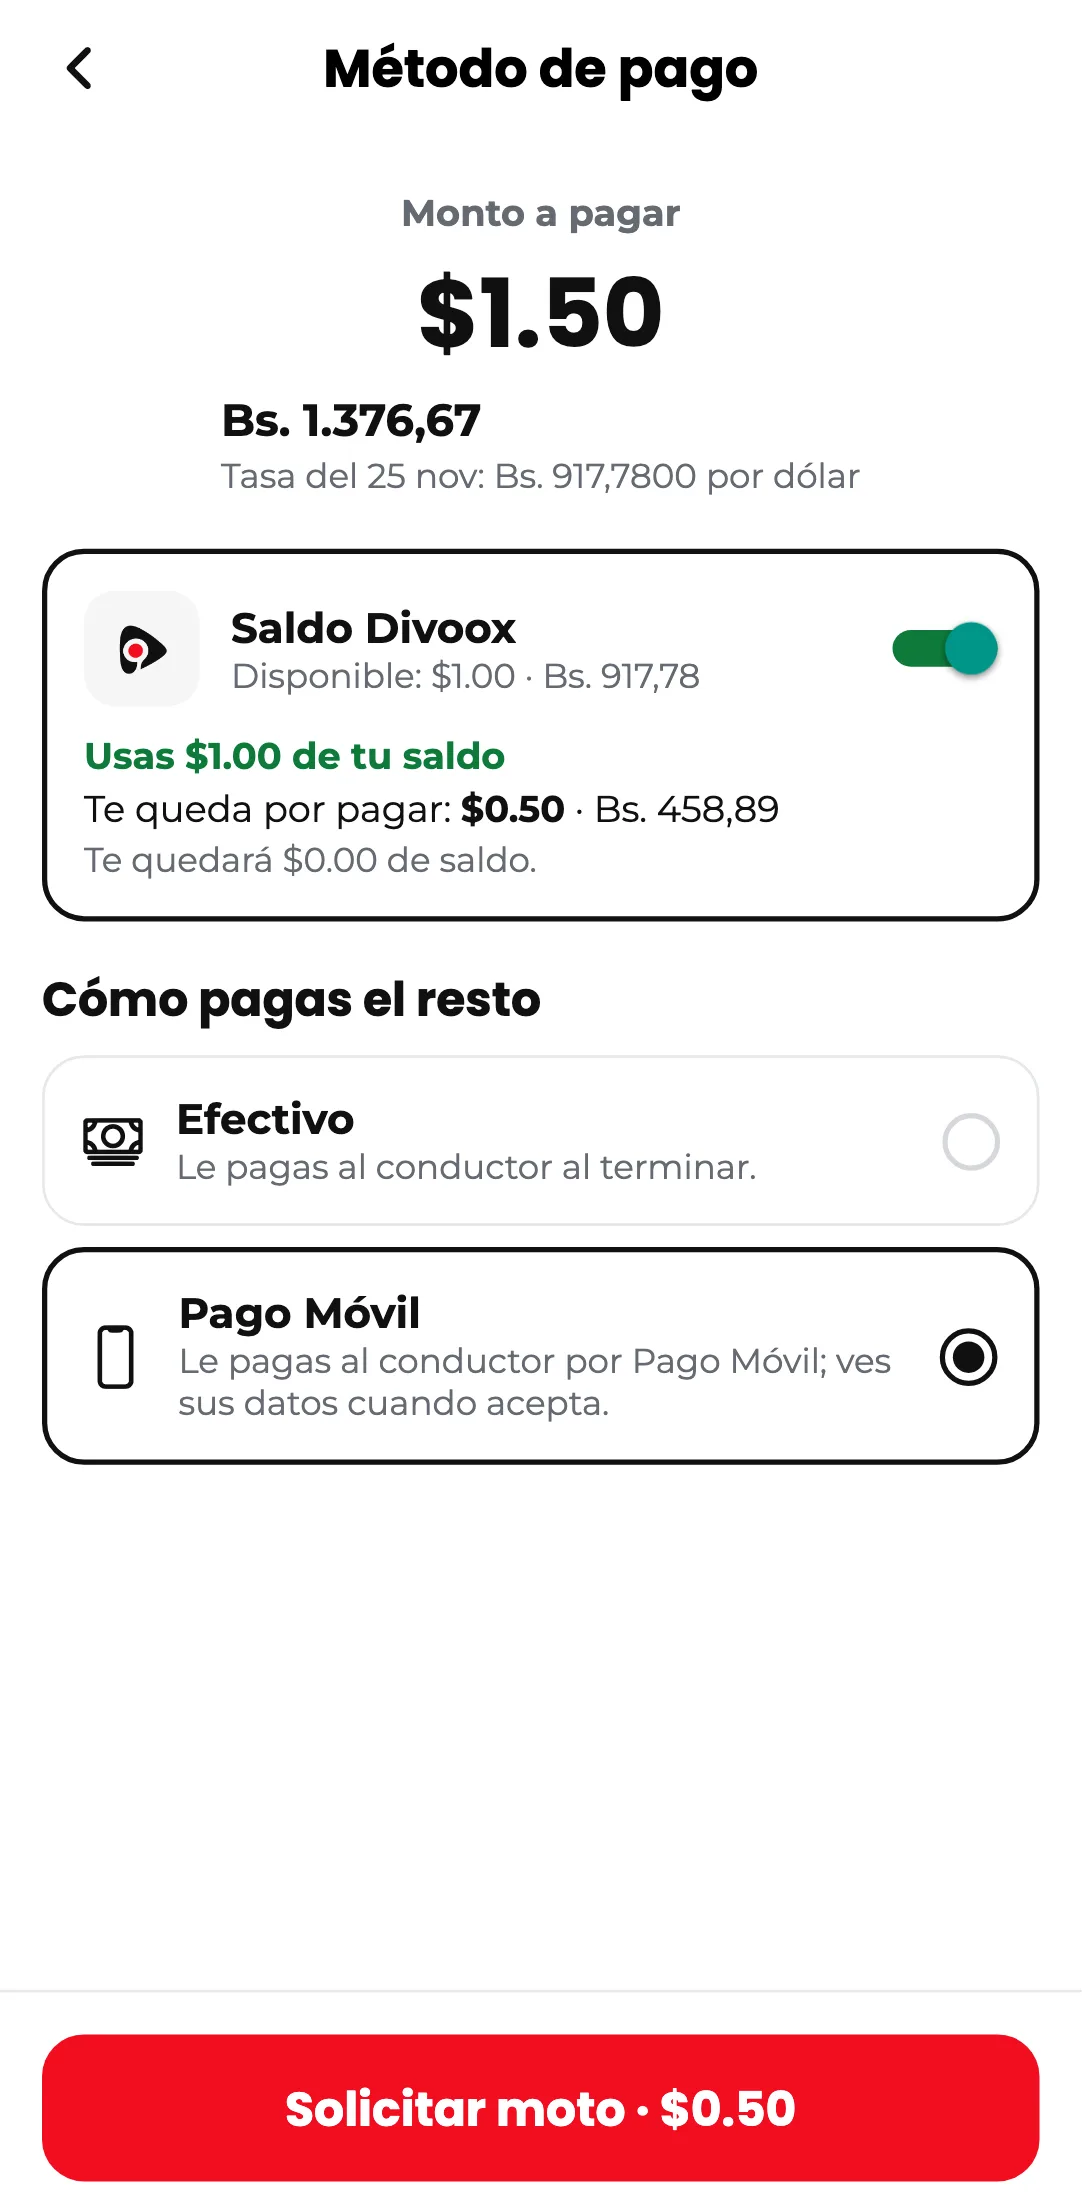 Método de pago
Monto a pagar
$1.50
Bs. 1.376,67
Tasa del 25 nov: Bs. 917,7800 por dólar
Saldo Divoox
Disponible: $1.00 · Bs. 917,78
Usas $1.00 de tu saldo
Te queda por pagar: $0.50 · Bs. 458,89
Te quedará $0.00 de saldo.
Cómo pagas el resto
Efectivo
Le pagas al conductor al terminar.
Pago Móvil
Le pagas al conductor por Pago Móvil; ves
sus datos cuando acepta.
Solicitar moto · $0.50